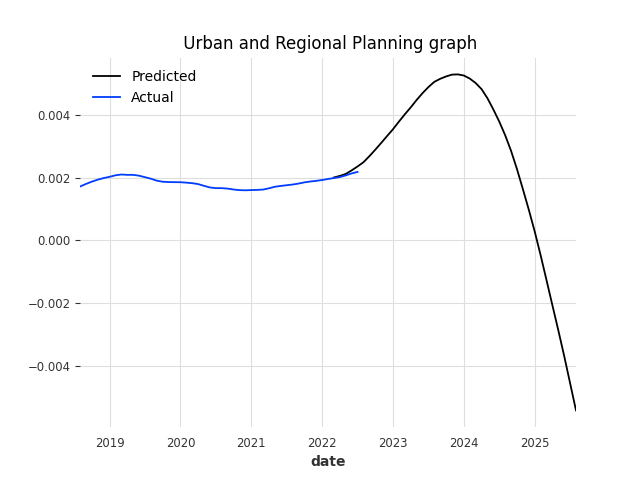 Urban and Regional Planning graph
Predicted
Actual
0.004
0.002
0.000
−0.002
−0.004
2019 2020 2021 2022 2023 2024 2025
date